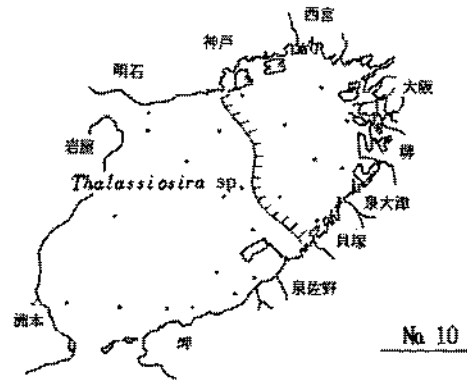 西宮
神戸
明石
大阪
岩屋
堺
Thalassiosira sp.
泉大津
貝塚
泉佐野
洲本
岬
No 10